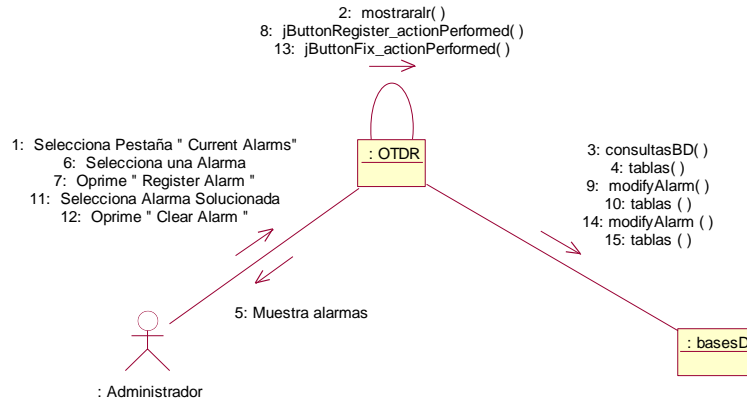 2: mostraralr( )
8: jButtonRegister_actionPerformed( )
13: jButtonFix_actionPerformed( )
1: Selecciona Pestaña " Current Alarms"
6: Selecciona una Alarma
7: Oprime " Register Alarm "
11: Selecciona Alarma Solucionada
12: Oprime " Clear Alarm "
: OTDR
3: consultasBD( )
4: tablas( )
9: modifyAlarm( )
10: tablas ( )
14: modifyAlarm ( )
15: tablas ( )
5: Muestra alarmas
: basesD
: Administrador